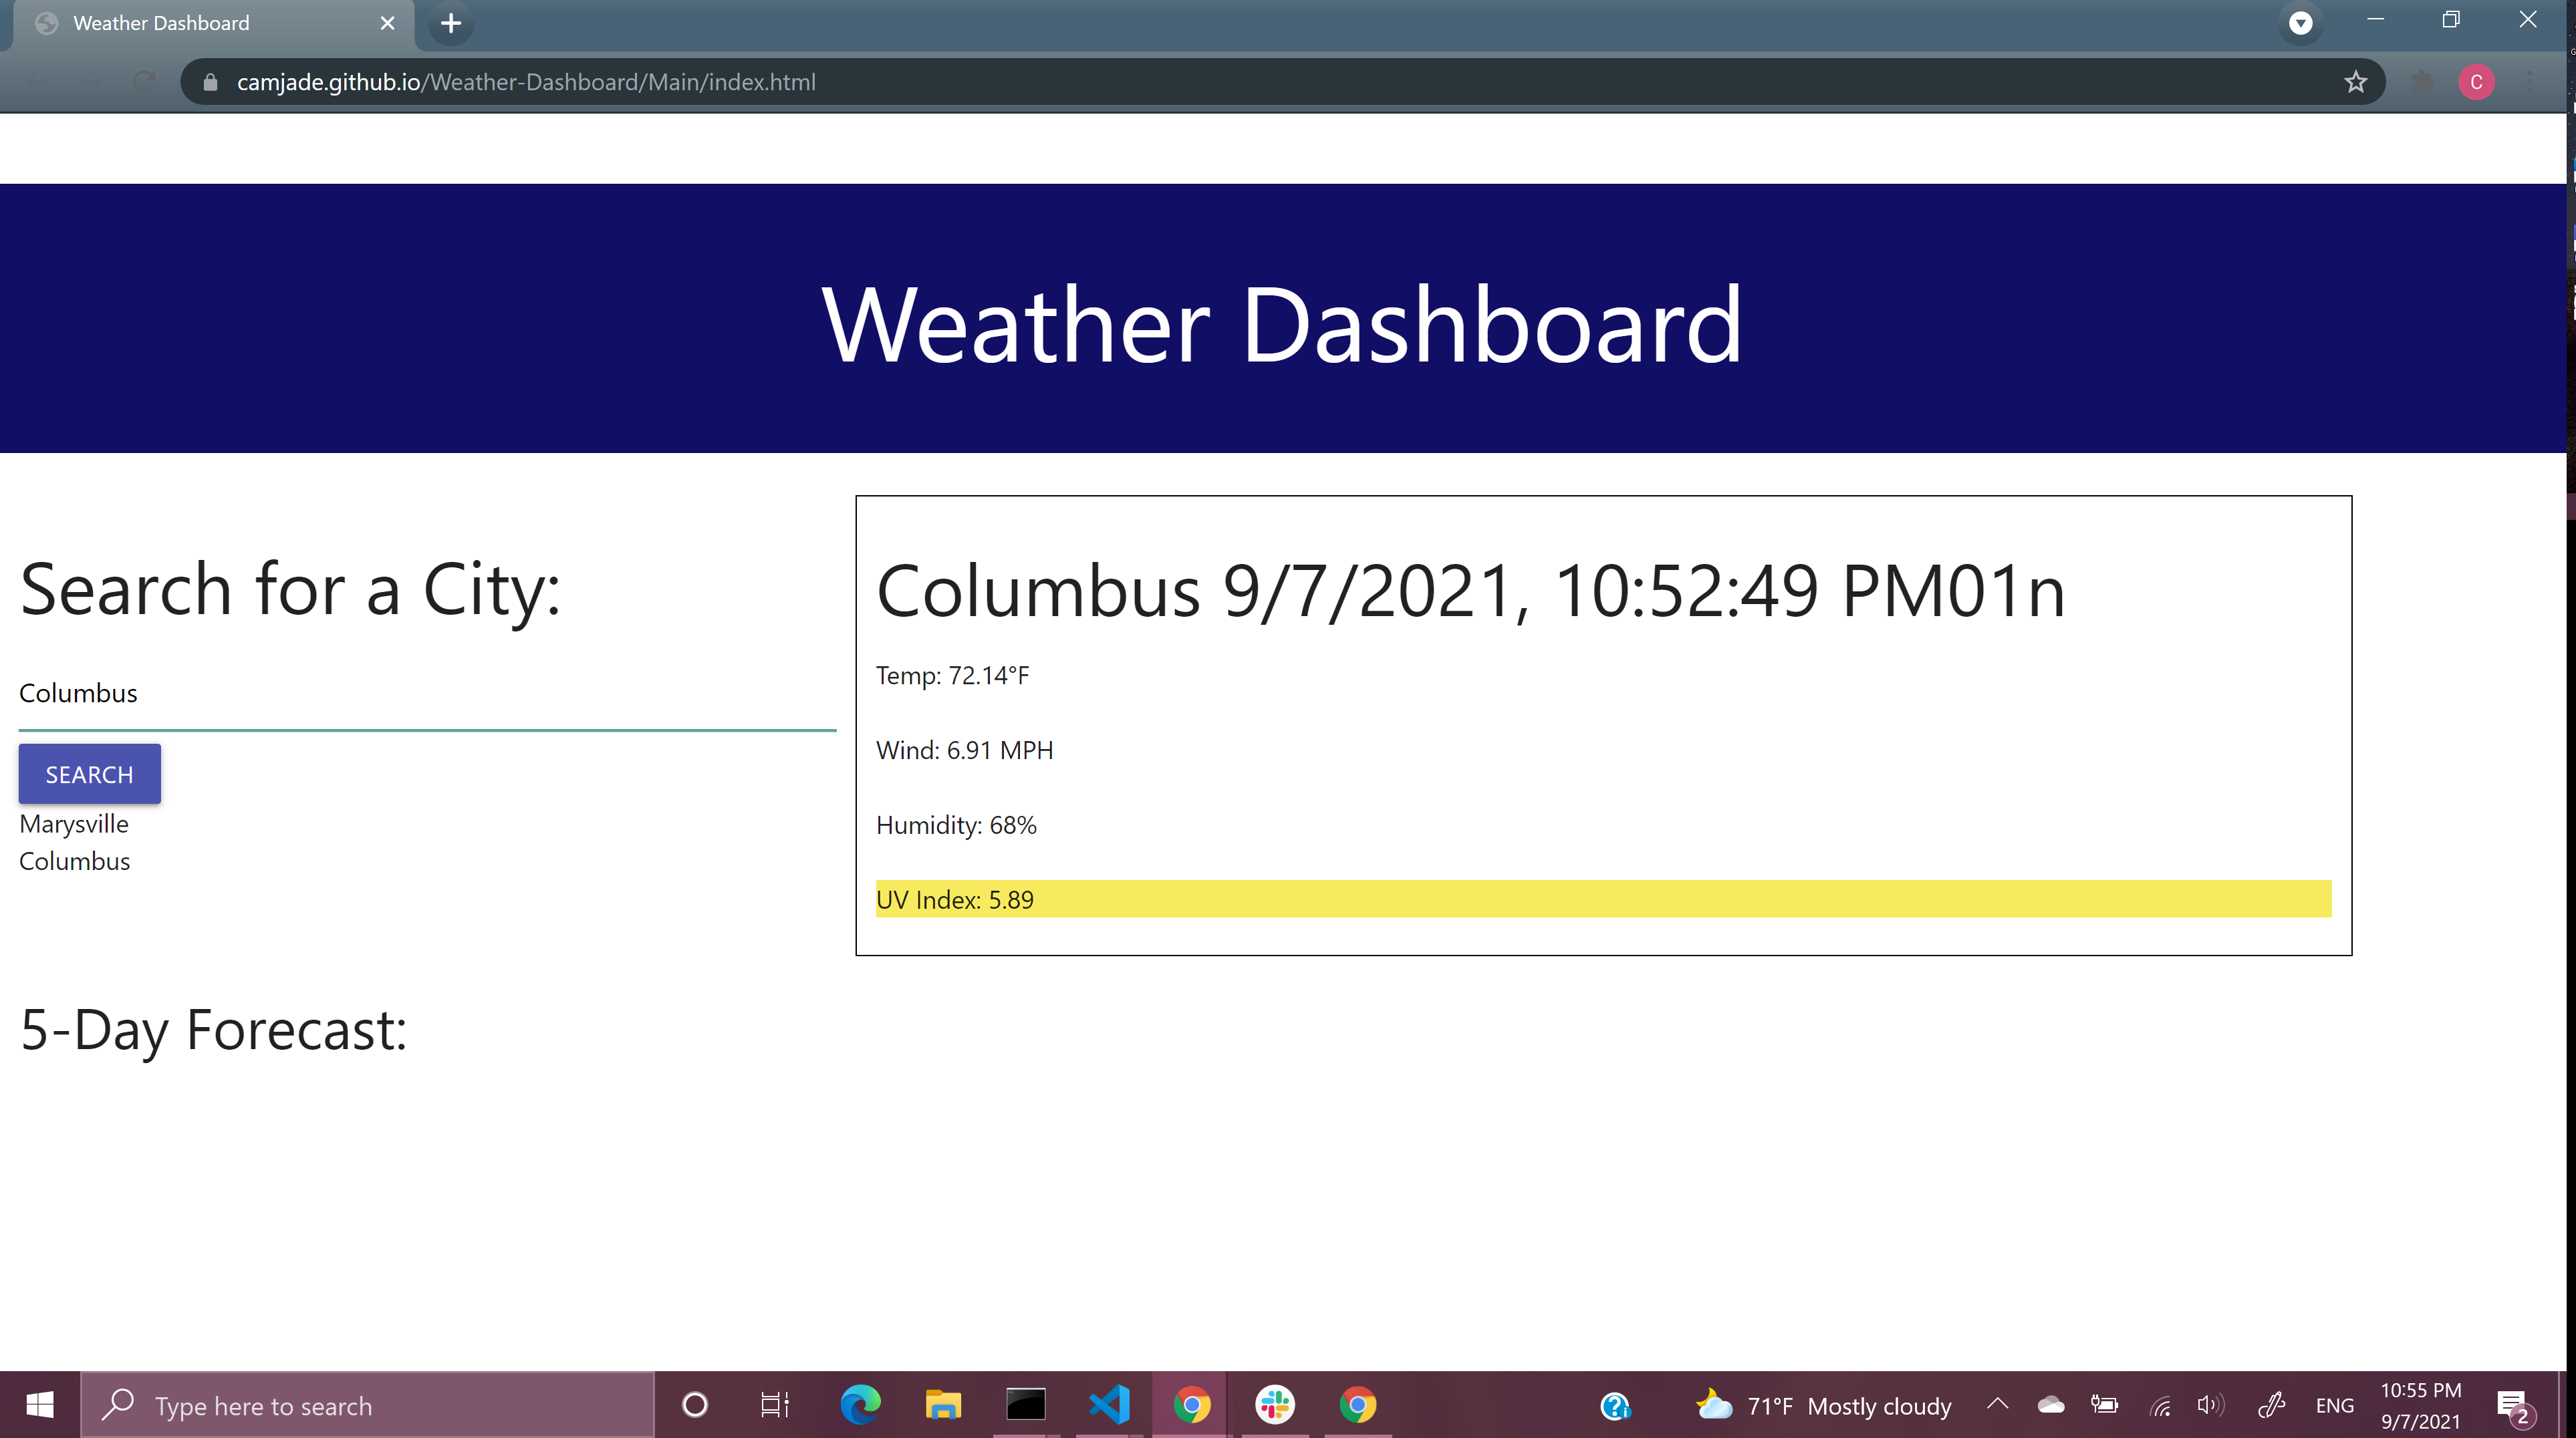 Weather Dashboard
camjade.github.io/Weather-Dashboard/Main/index.html
C
Weather Dashboard
Search for a City:
Columbus
SEARCH
Marysville
Columbus
Columbus 9/7/2021, 10:52:49 PM01n
Temp: 72.14°F
Wind: 6.91 MPH
Humidity: 68%
UV Index: 5.89
5-Day Forecast:
Type here to search
71°F Mostly cloudy
ENG
10:55 PM
9/7/2021
2